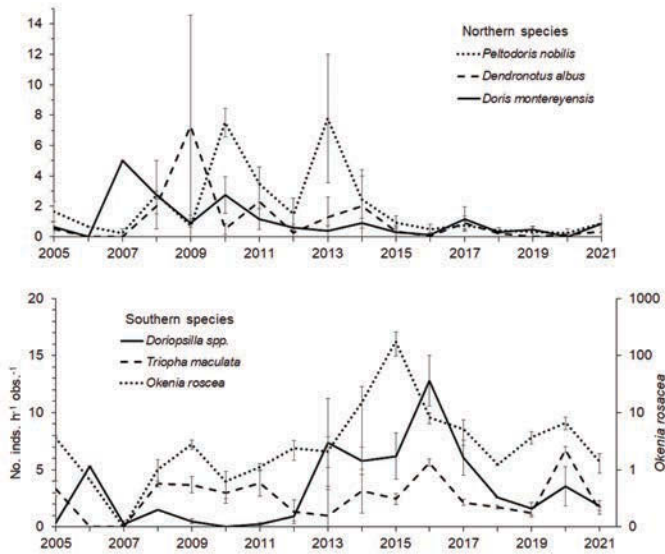 14
12
10
8
6
4
2
0
Northern species
Peltodoris nobilis
Dendronotus albus
Doris montereyensis
2005 2007 2009 2011 2013 2015 2017 2019 2021
20
15
10
5
0
No. inds. h-1 obs.-1
Southern species
Doriopsilla spp.
Triopha maculata
Okenia roscea
1000
100
10
1
0
Okenia rosacea
2005 2007 2009 2011 2013 2015 2017 2019 2021